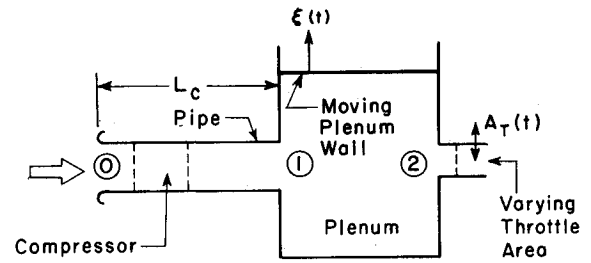 ξ(t)
L_C
Pipe
Moving
Plenum
Wall
A_T(t)
0
1
2
Varying
Throttle
Area
Plenum
Compressor